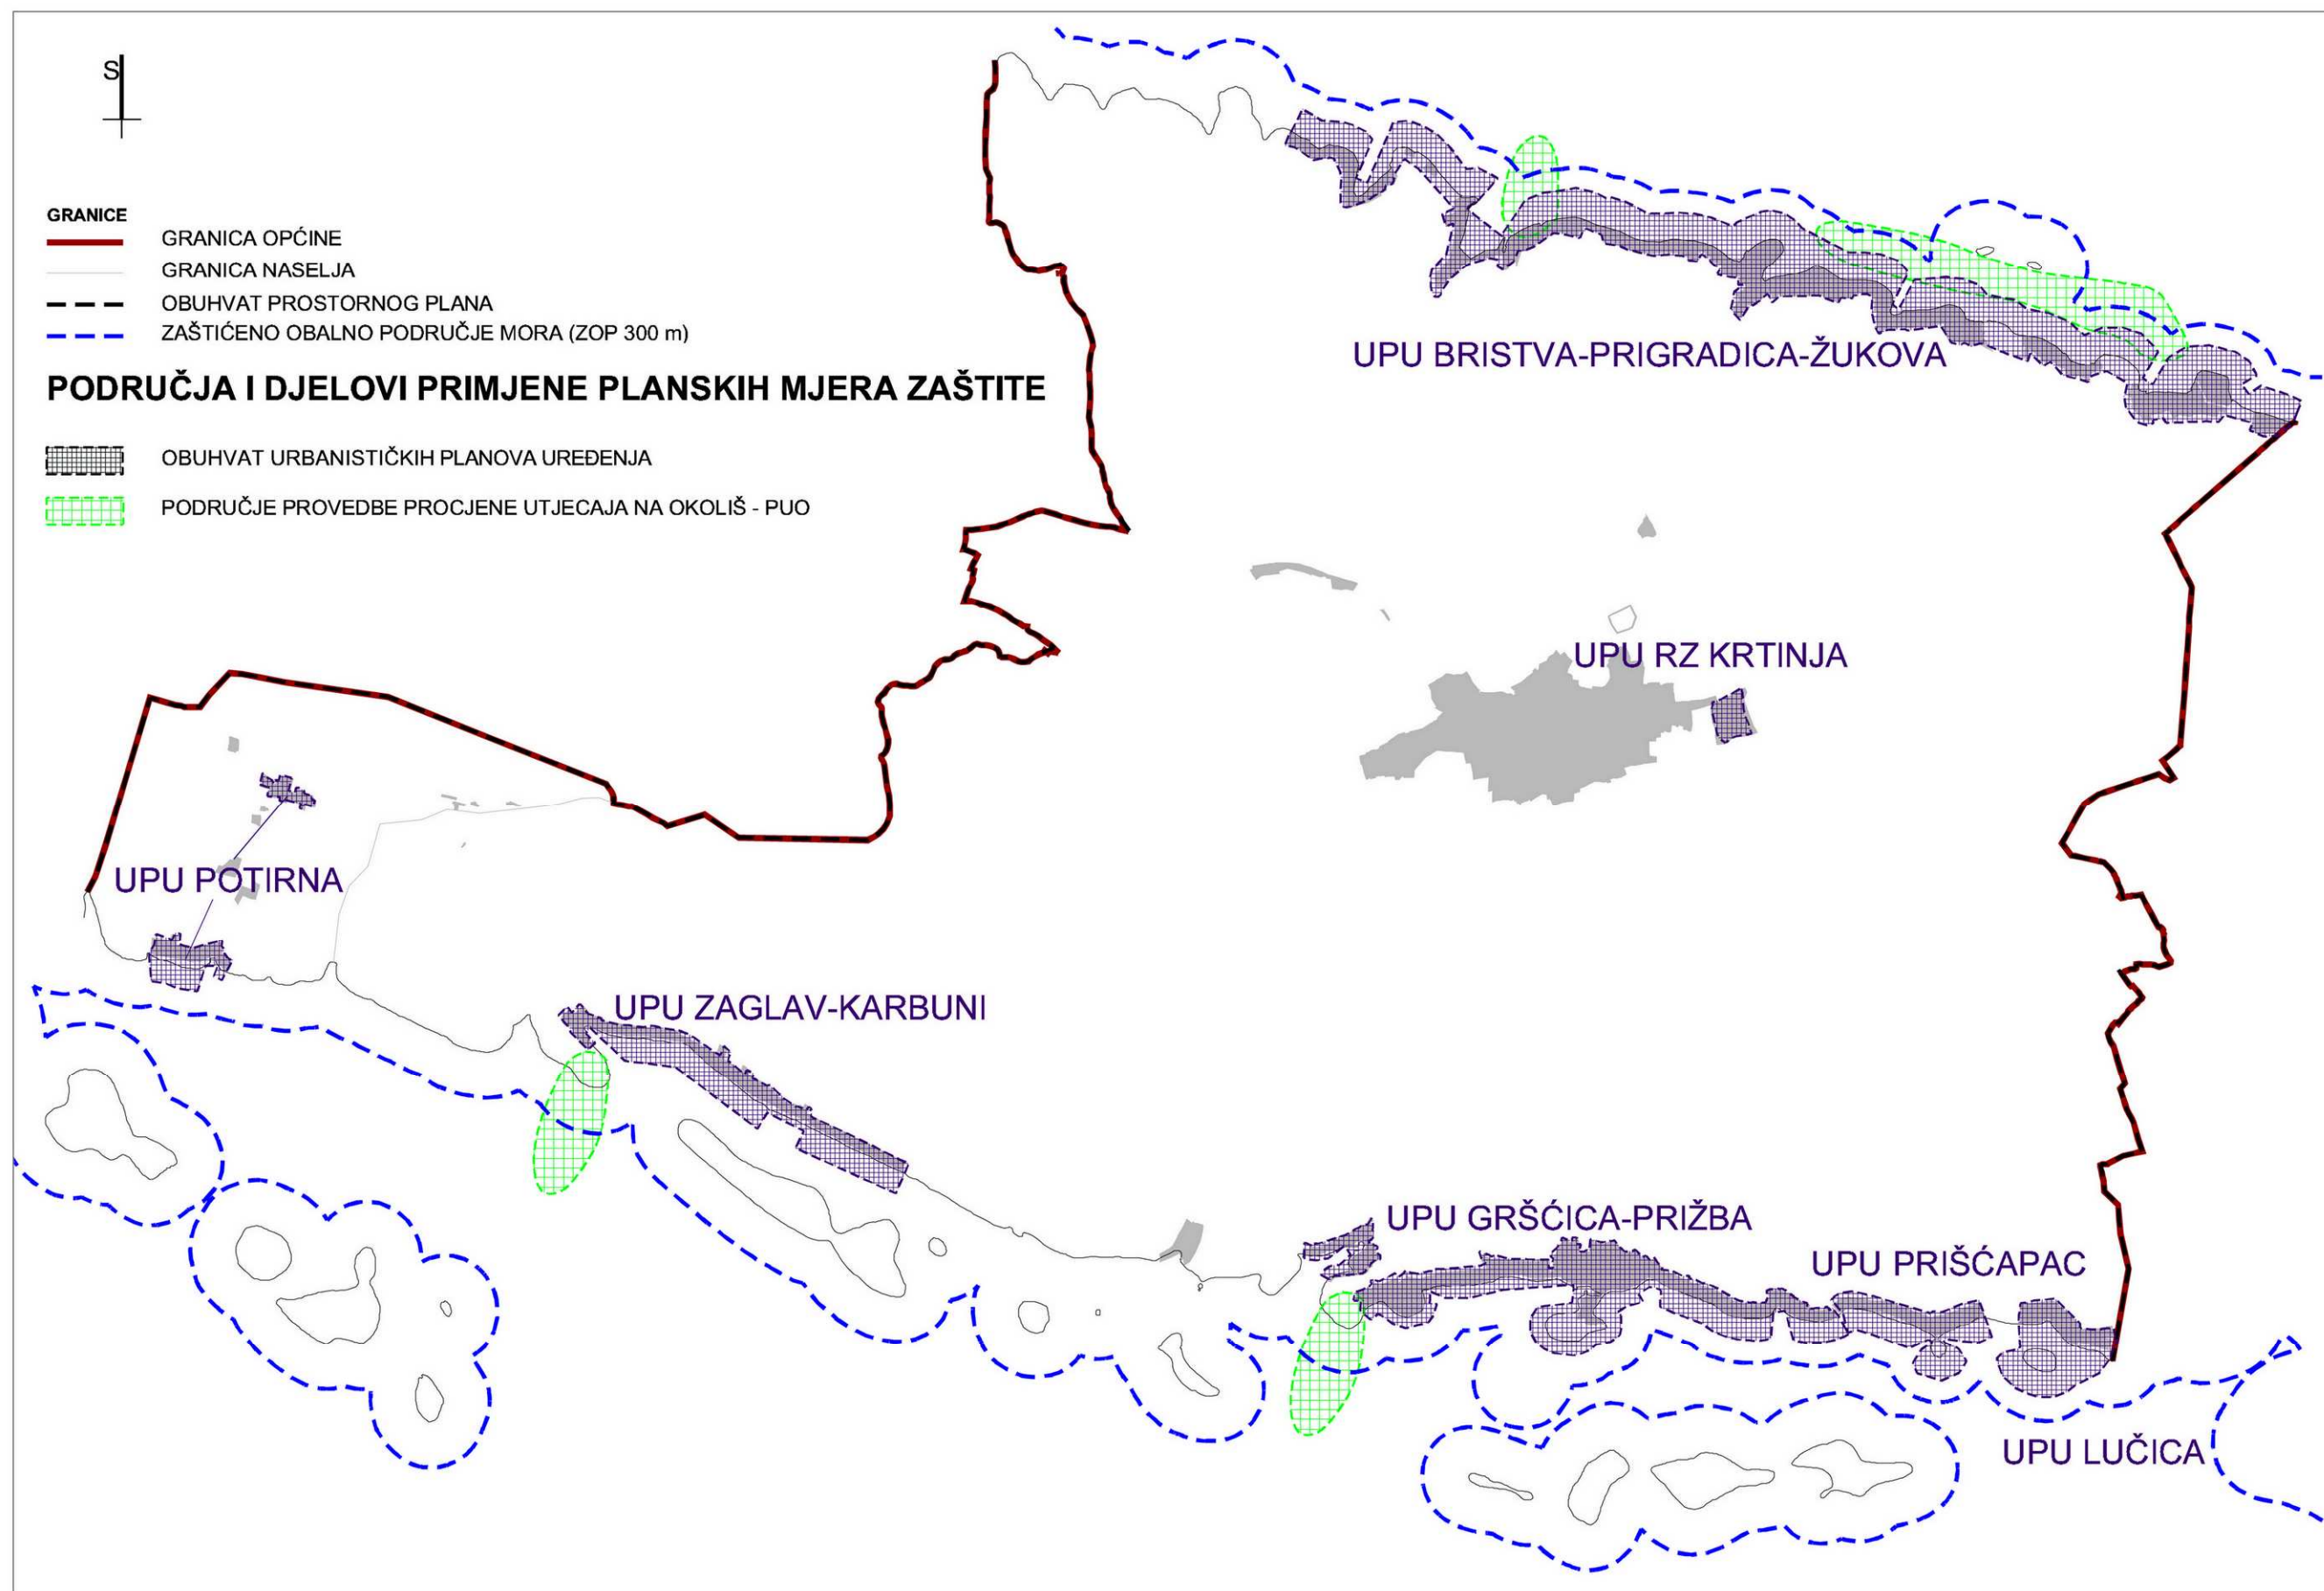 S
GRANICE
GRANICA OPĆINE
GRANICA NASELJA
OBUHVAT PROSTORNOG PLANA
ZAŠTIĆENO OBALNO PODRUČJE MORA (ZOP 300 m)
PODRUČJA I DJELOVI PRIMJENE PLANSKIH MJERA ZAŠTITE
OBUHVAT URBANISTIČKIH PLANOVA UREĐENJA
PODRUČJE PROVEDBE PROCJENE UTJECAJA NA OKOLIŠ - PUO
UPU BRISTVA-PRIGRADICA-ŽUKOVA
UPU RZ KRTINJA
UPU POTIRNA
UPU ZAGLAV-KARBUNI
UPU GRŠĆICA-PRIŽBA
UPU PRIŠĆAPAC
UPU LUČICA